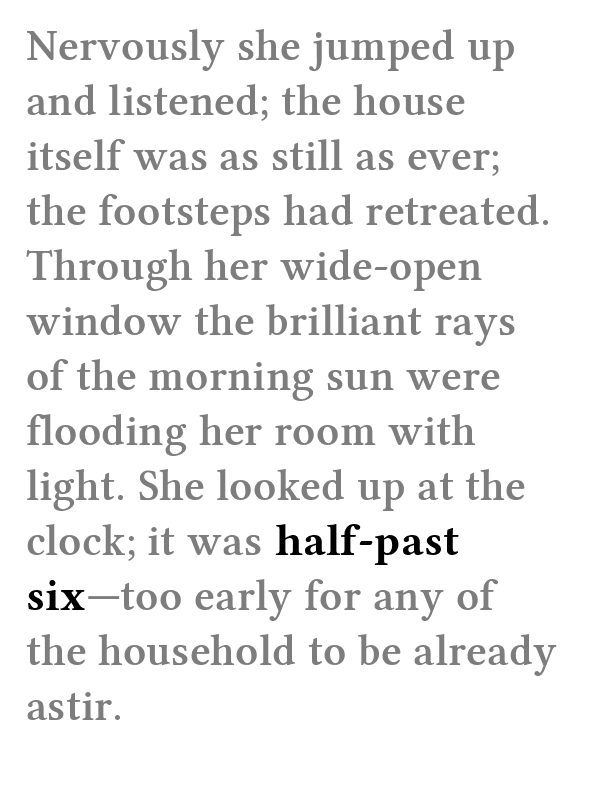 Nervously she jumped up
and listened; the house
itself was as still as ever;
the footsteps had retreated.
Through her wide-open
window the brilliant rays
of the morning sun were
flooding her room with
light. She looked up at the
clock; it was half-past
six—too early for any of
the household to be already
astir.